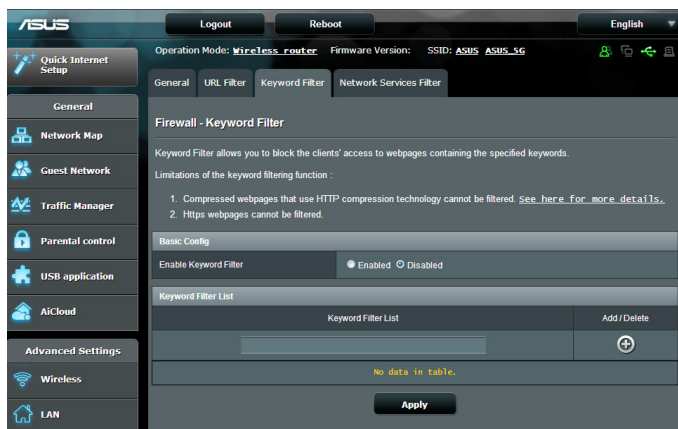 ASUS
Logout
Reboot
English
Quick Internet
Setup
Operation Mode: Wireless router Firmware Version: SSID: ASUS ASUS_5G
General
URL Filter
Keyword Filter
Network Services Filter
General
Network Map
Guest Network
Traffic Manager
Parental control
USB application
AiCloud
Advanced Settings
Wireless
LAN
Firewall - Keyword Filter
Keyword Filter allows you to block the clients' access to webpages containing the specified keywords.
Limitations of the keyword filtering function :
1. Compressed webpages that use HTTP compression technology cannot be filtered. See here for more details.
2. Https webpages cannot be filtered.
Basic Config
Enable Keyword Filter
Enabled Disabled
Keyword Filter List
Keyword Filter List
Add / Delete
No data in table.
Apply